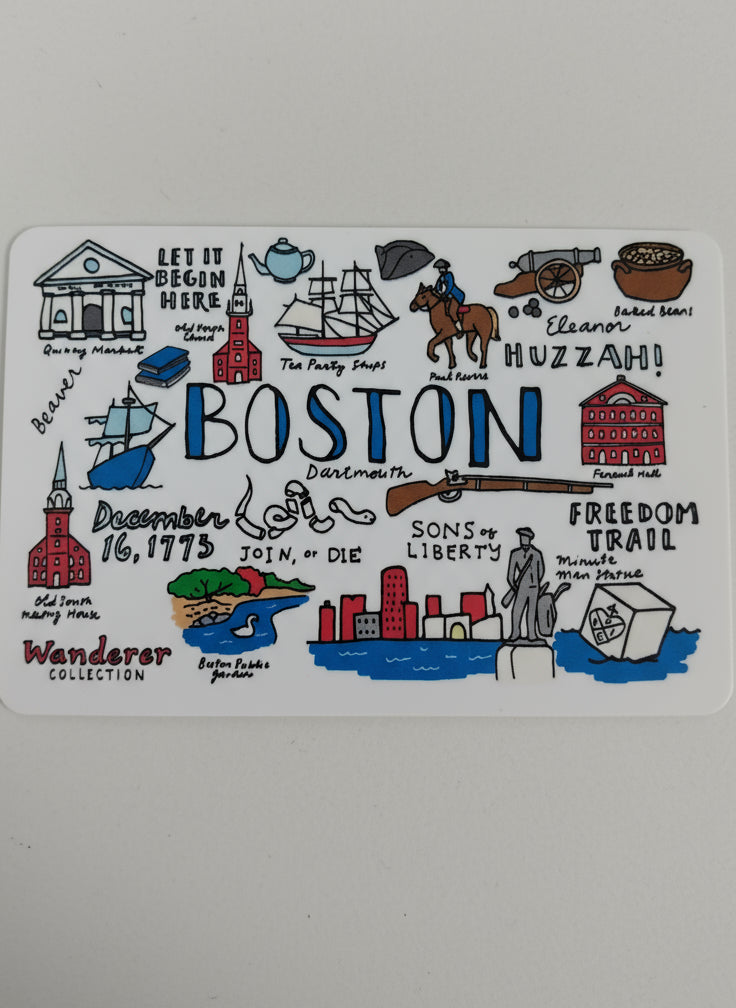 LET IT
BEGIN
HERE
Old North
Church
Quincy Market
Tea Party Ships
Paul Revere
Eleanor
Baked Beans
HUZZAH!
Beaver
BOSTON
Dartmouth
Faneuil Hall
December
16, 1773
JOIN, or DIE
SONS of
LIBERTY
FREEDOM
TRAIL
Minute
Man Statue
Old South
Meeting House
Boston Public
Garden
Wanderer
COLLECTION